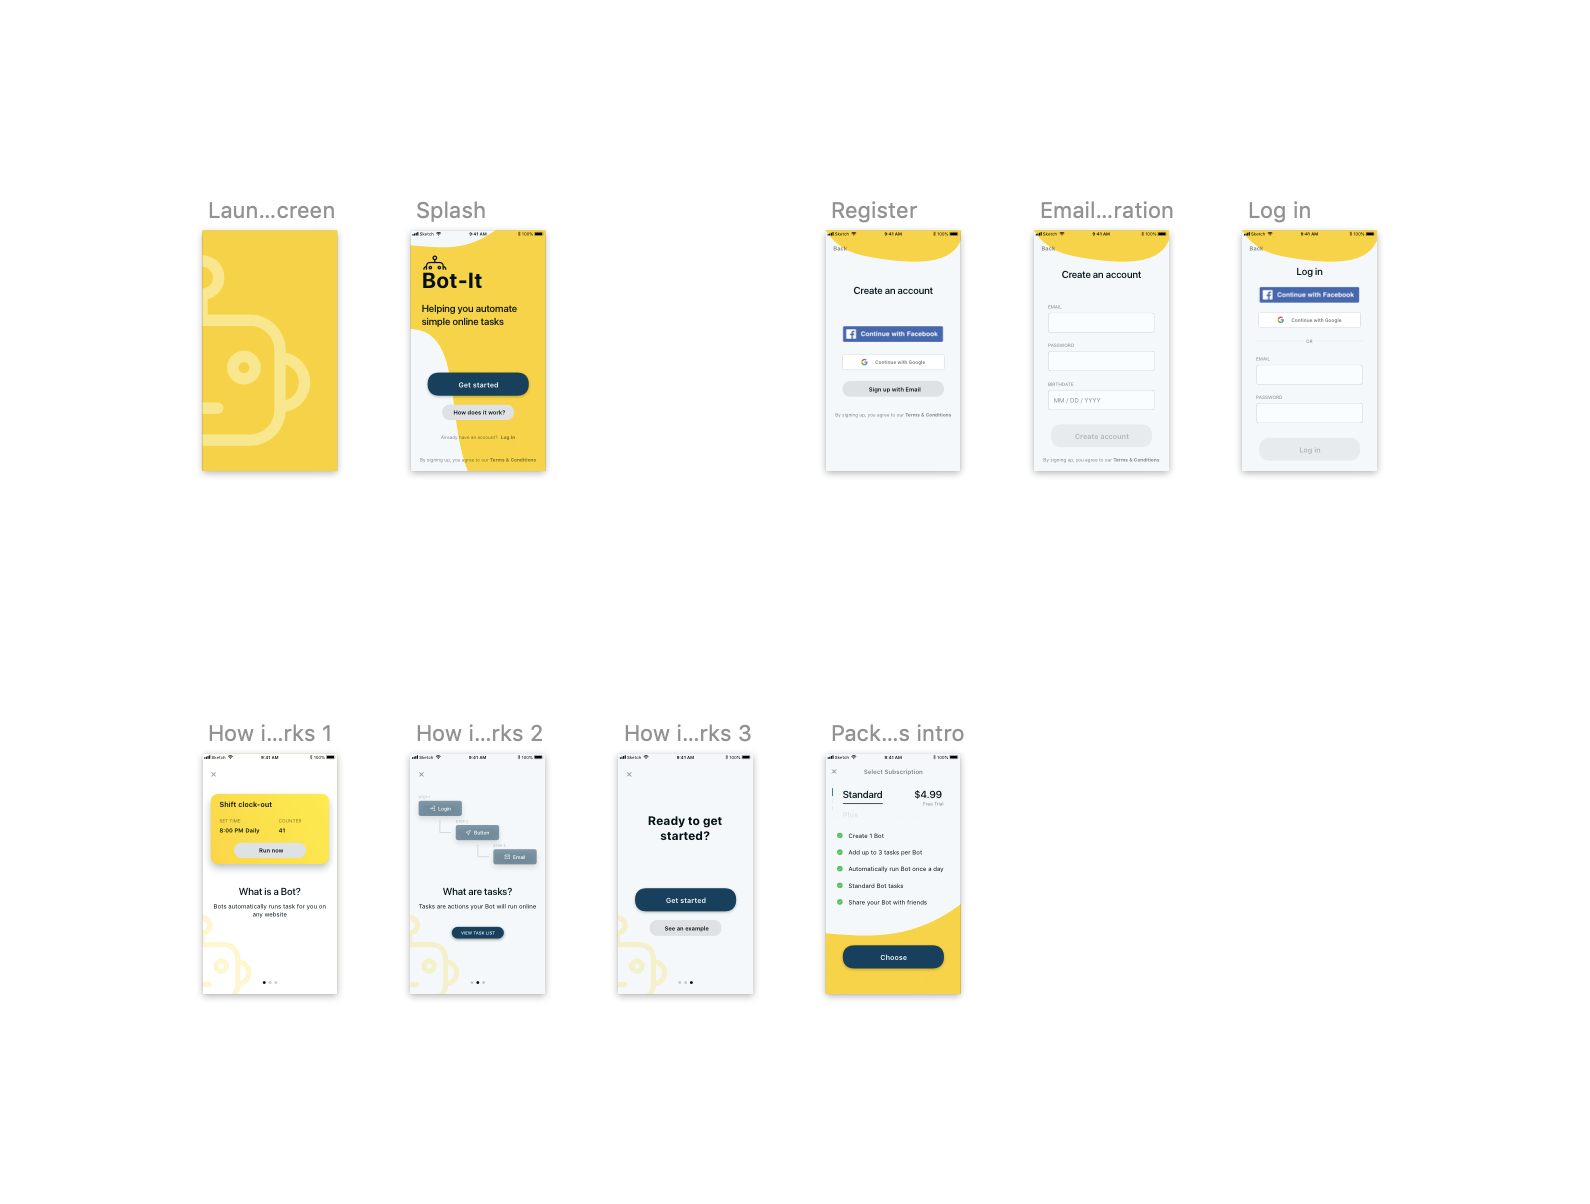 Laun...creen
Splash
Register
Email...ration
Log in
Sketch
9:41 AM
100%
Bot-It
Helping you automate
simple online tasks
Get started
How does it work?
Already have an account? Log in
By signing up, you agree to our Terms & Conditions
Sketch
9:41 AM
100%
Back
Create an account
Continue with Facebook
Continue with Google
Sign up with Email
By signing up, you agree to our Terms & Conditions
Sketch
9:41 AM
100%
Back
Create an account
EMAIL
PASSWORD
BIRTHDATE
MM / DD / YYYY
Create account
By signing up, you agree to our Terms & Conditions
Sketch
9:41 AM
100%
Back
Log in
Continue with Facebook
Continue with Google
OR
EMAIL
PASSWORD
Log in
How i...rks 1
How i...rks 2
How i...rks 3
Pack...s intro
Sketch
9:41 AM
100%
Shift clock-out
SET TIME
COUNTER
8:00 PM Daily
41
Run now
What is a Bot?
Bots automatically runs task for you on
any website
Sketch
9:41 AM
100%
STEP 1
Login
STEP 2
Button
STEP 3
Email
What are tasks?
Tasks are actions your Bot will run online
VIEW TASK LIST
Sketch
9:41 AM
100%
Ready to get
started?
Get started
See an example
Sketch
9:41 AM
100%
Select Subscription
Standard
$4.99
Free Trial
Plus
Create 1 Bot
Add up to 3 tasks per Bot
Automatically run Bot once a day
Standard Bot tasks
Share your Bot with friends
Choose